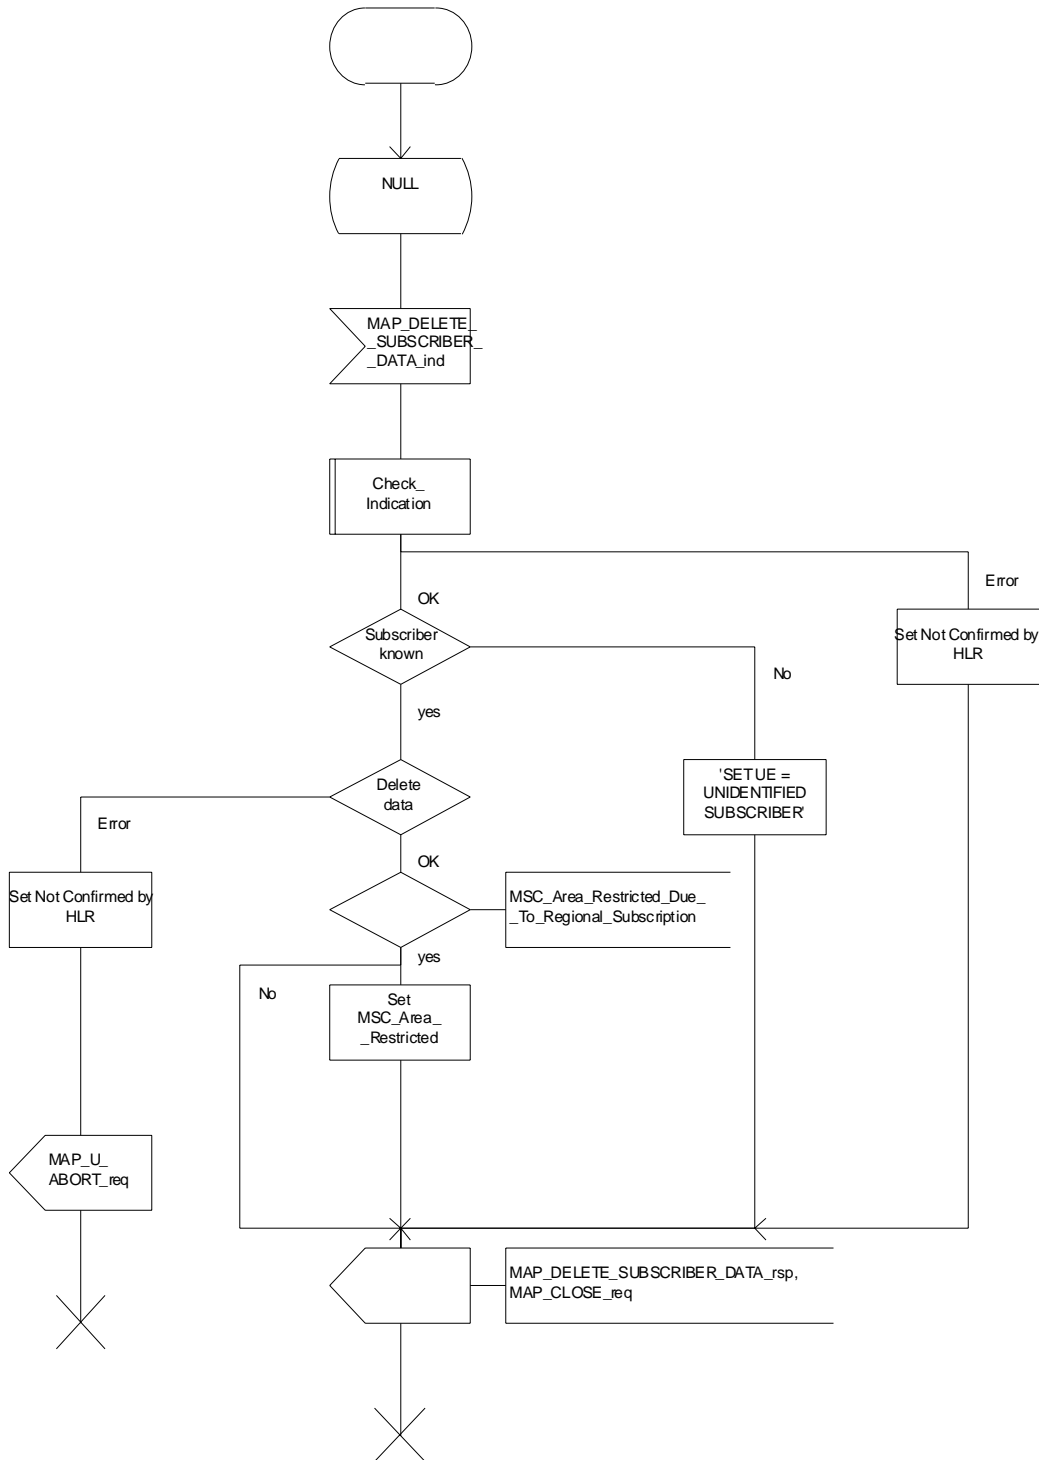 NULL
MAP_DELETE_
_SUBSCRIBER_
_DATA_ind
Check_
Indication
Error
OK
Subscriber
known
Set Not Confirmed by
HLR
No
yes
Delete
data
'SET UE =
UNIDENTIFIED
SUBSCRIBER'
Error
OK
Set Not Confirmed by
HLR
MSC_Area_Restricted_Due_
_To_Regional_Subscription
yes
No
Set
MSC_Area_
_Restricted
MAP_U_
ABORT_req
MAP_DELETE_SUBSCRIBER_DATA_rsp,
MAP_CLOSE_req